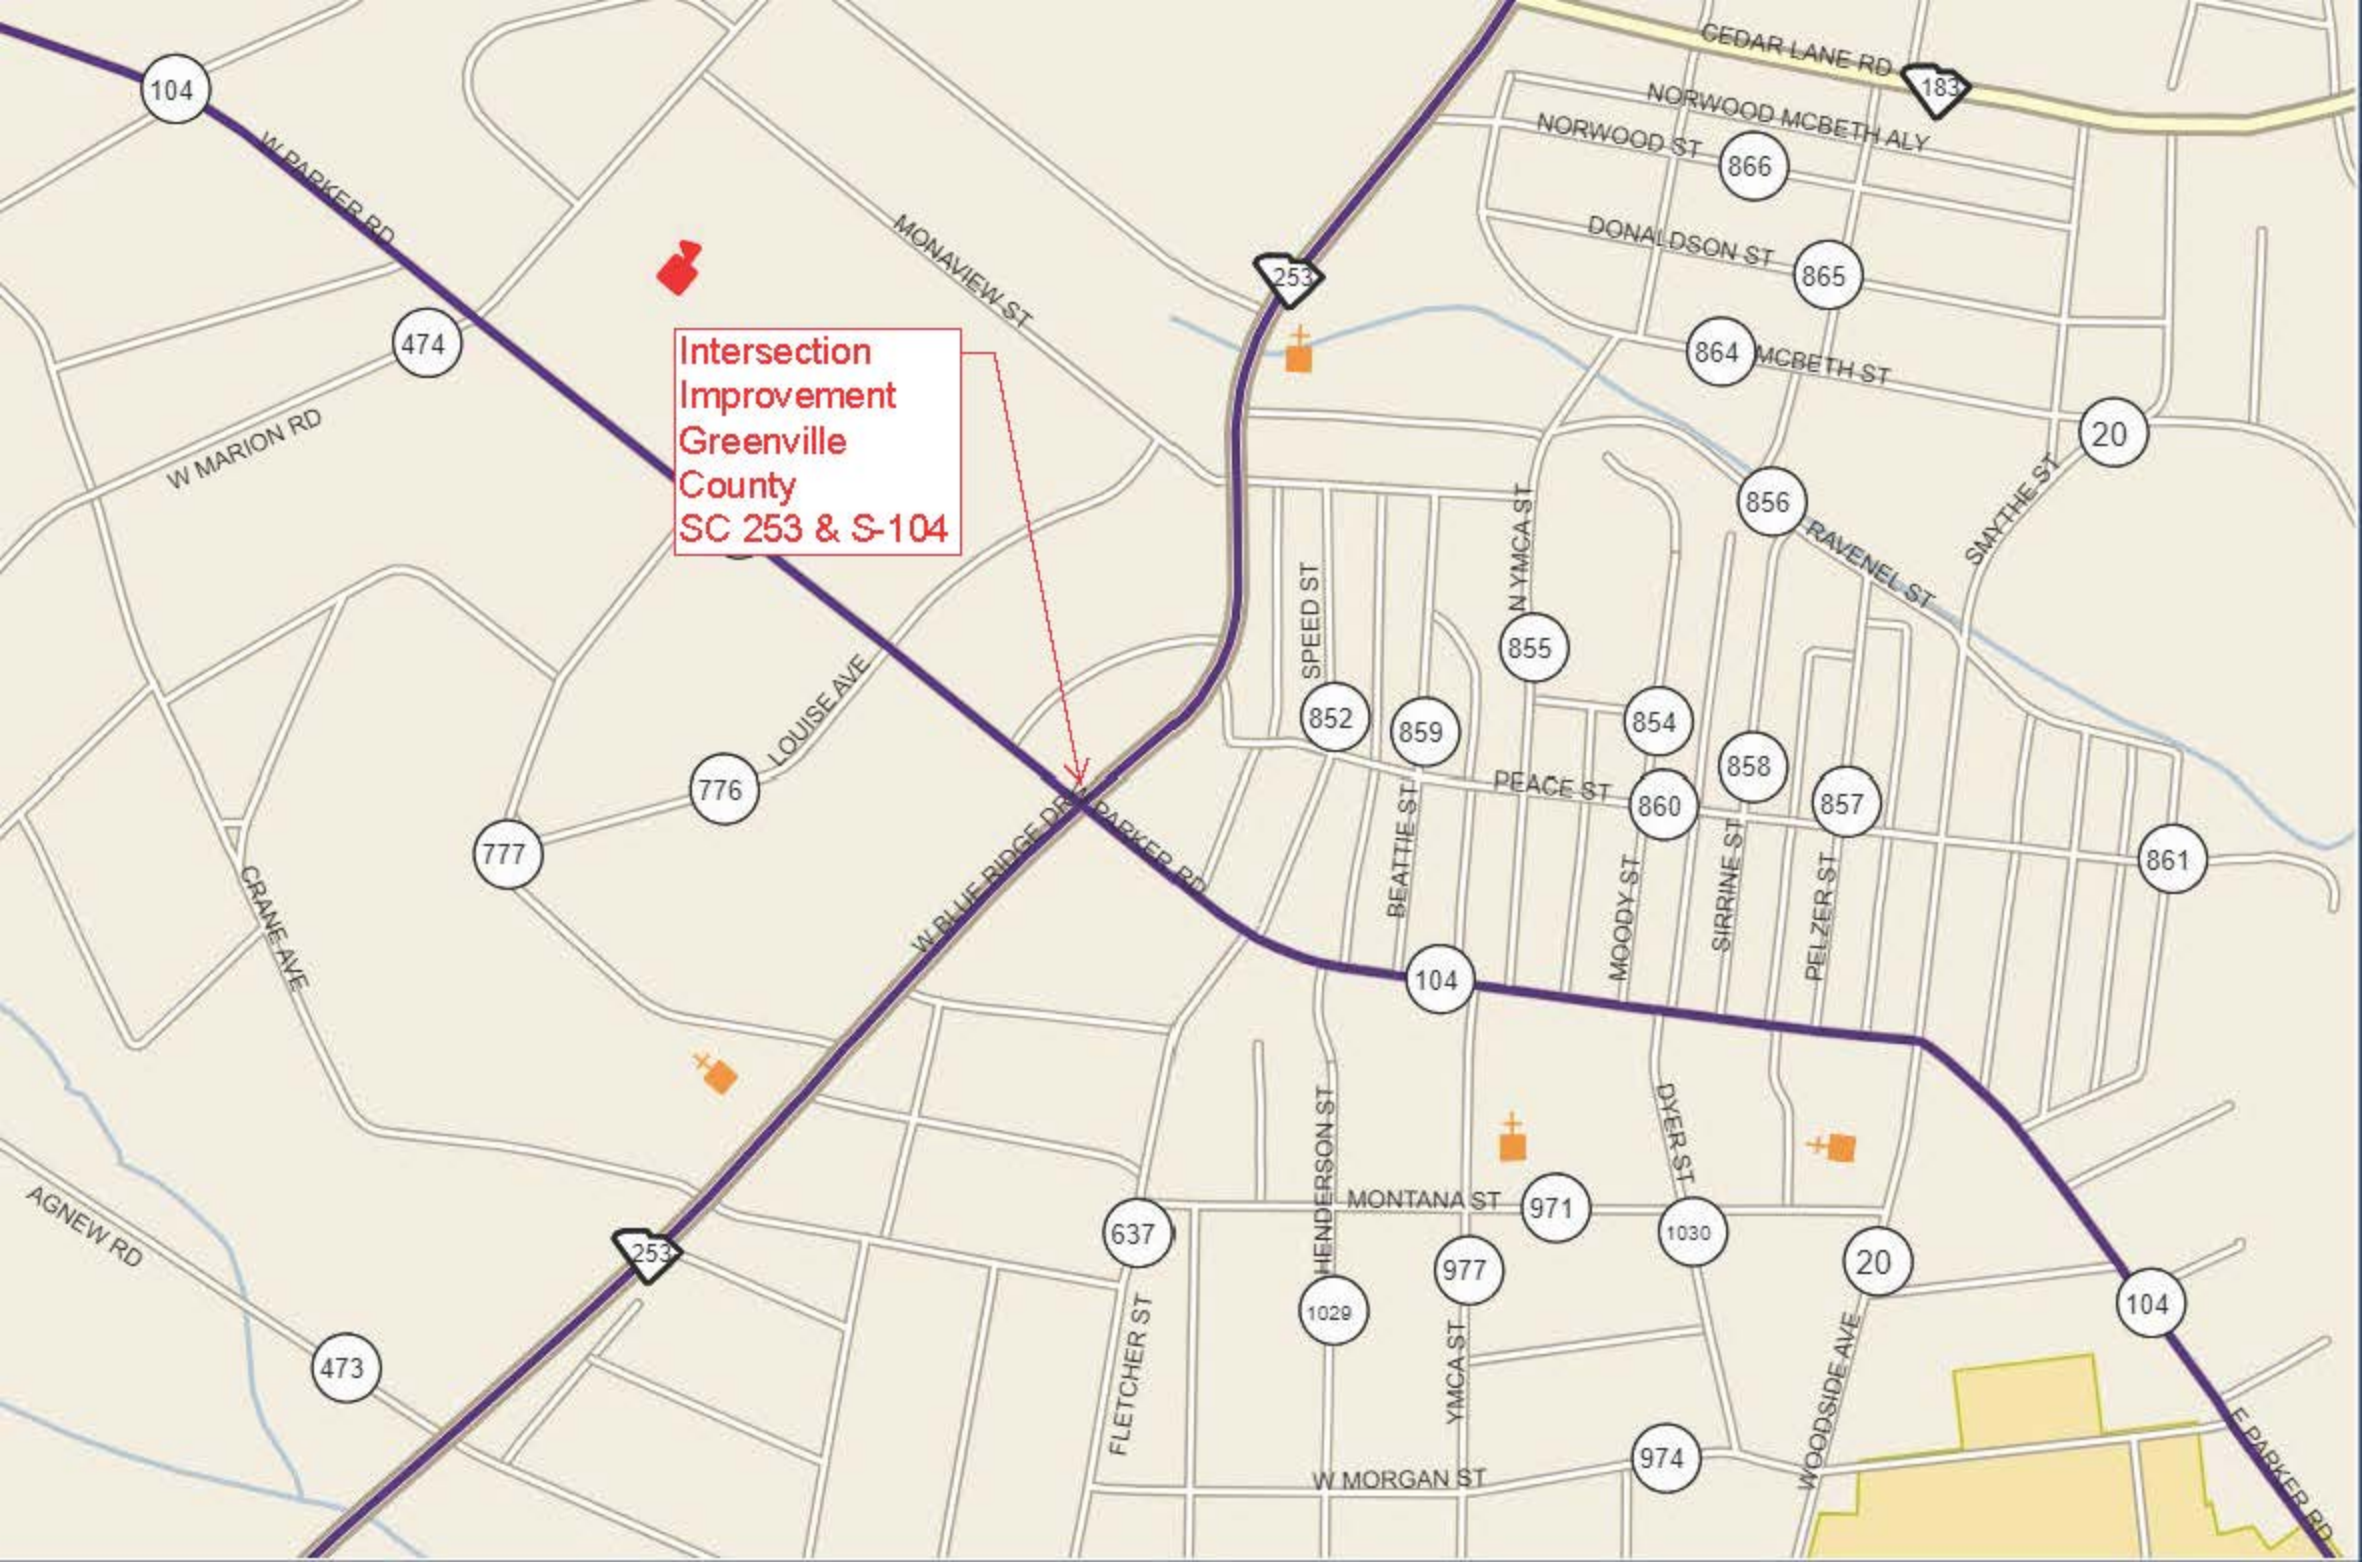 CEDAR LANE RD
183
104
NORWOOD MCBETH ALY
NORWOOD ST
866
W PARKER RD
MONAVIEW ST
DONALDSON ST
865
253
474
Intersection
Improvement
Greenville
County
SC 253 & S-104
864
MCBETH ST
20
W MARION RD
856
SMYTHE ST
N YMCA ST
RAVENEL ST
SPEED ST
855
LOUISE AVE
852
859
854
776
858
PEACE ST
860
857
W BLUE RIDGE DR
PARKER RD
777
BEATTIE ST
861
CRANE AVE
MOODY ST
SIRRINE ST
PELZER ST
104
DYER ST
HENDERSON ST
AGNEW RD
MONTANA ST
971
637
1030
253
977
20
1029
104
FLETCHER ST
473
YMCA ST
WOODSIDE AVE
974
W MORGAN ST
E PARKER RD